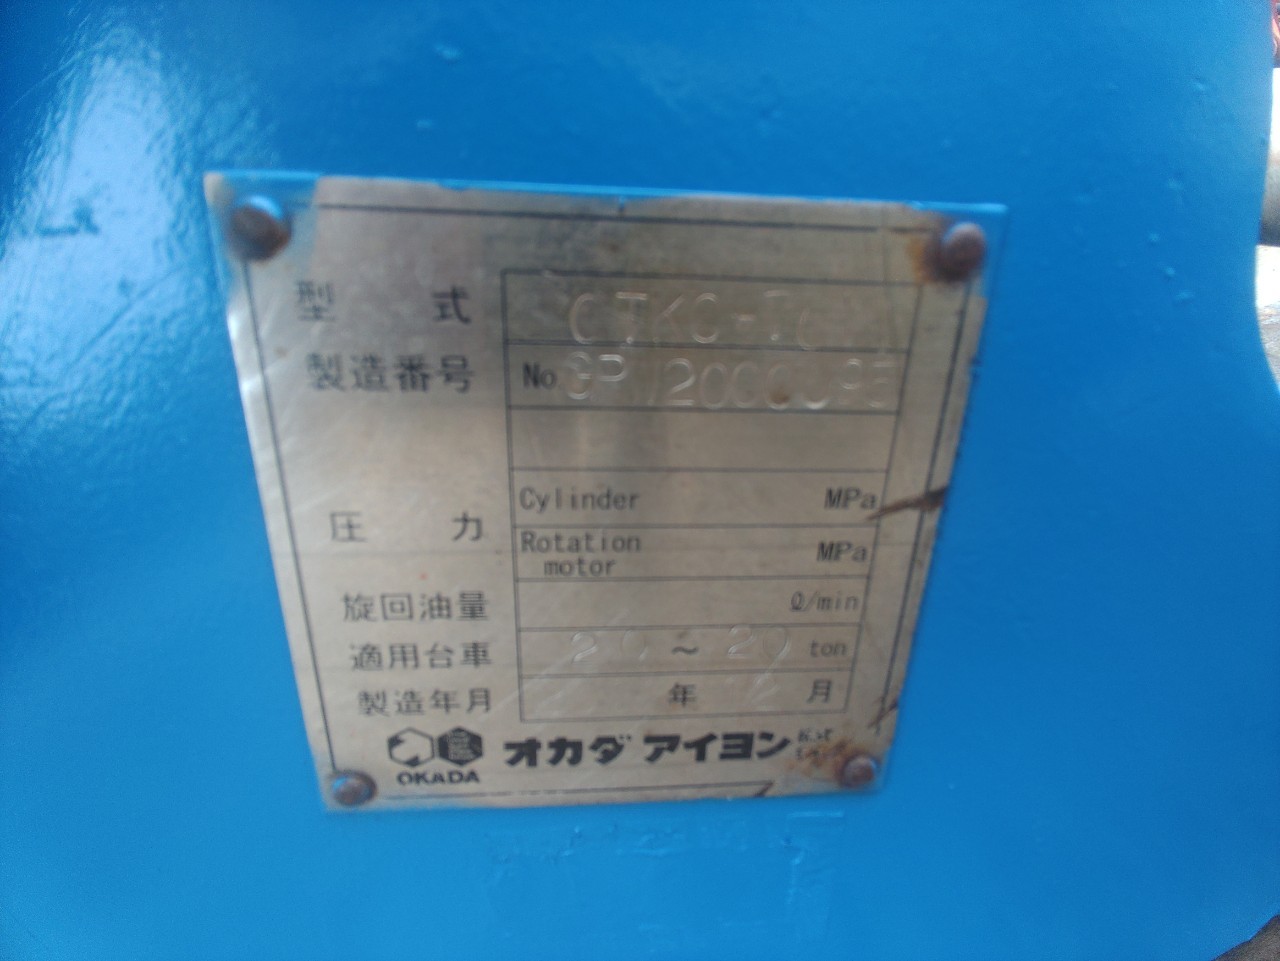 型式
製造番号 No.
圧力 Cylinder MPa
Rotation motor MPa
旋回油量 ℓ/min
適用台車 ~ 20 ton
製造年月 年 月
OKADA オカダ アイヨン